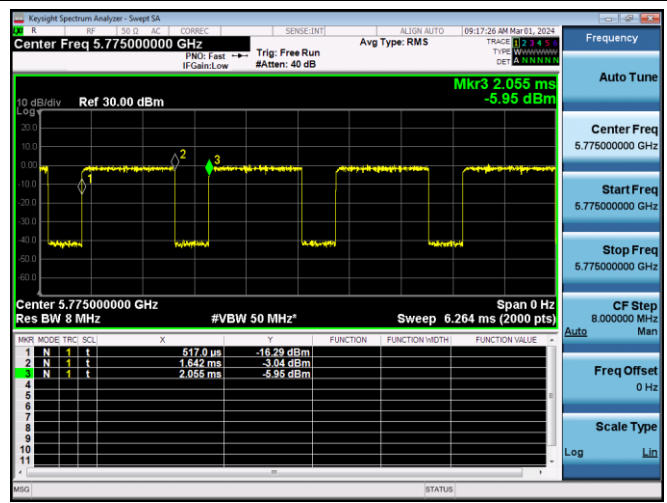 Keysight Spectrum Analyzer - Swept SA
R RF 50 Ω AC CORREC SENSE:INT ALIGN AUTO 09:17:26 AM Mar 01, 2024
Center Freq 5.775000000 GHz
PNO: Fast
IFGain:Low
Trig: Free Run
#Atten: 40 dB
Avg Type: RMS
TRACE 1 2 3 4 5 6
TYPE WWWWWW
DET A N N N N N
Mkr3 2.055 ms
-5.95 dBm
10 dB/div Ref 30.00 dBm
Log
20.0
10.0
0.00
-10.0
-20.0
-30.0
-40.0
-50.0
-60.0
1
2
3
Center 5.775000000 GHz Span 0 Hz
Res BW 8 MHz #VBW 50 MHz* Sweep 6.264 ms (2000 pts)
MKR MODE TRC SCL X Y FUNCTION FUNCTION WIDTH FUNCTION VALUE
1 N 1 t 517.0 µs -16.29 dBm
2 N 1 t 1.642 ms -3.04 dBm
3 N 1 t 2.055 ms -5.95 dBm
4
5
6
7
8
9
10
11
MSG STATUS
Frequency
Auto Tune
Center Freq
5.775000000 GHz
Start Freq
5.775000000 GHz
Stop Freq
5.775000000 GHz
CF Step
8.000000 MHz
Auto Man
Freq Offset
0 Hz
Scale Type
Log Lin